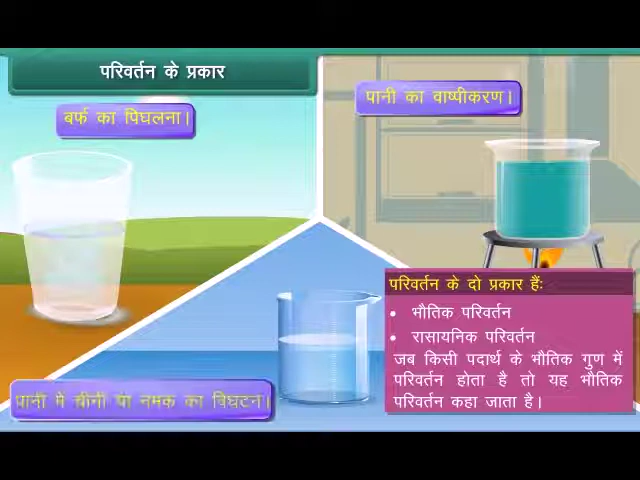 परिवर्तन के प्रकार
पानी का वाष्पीकरण।
बर्फ का पिघलना।
परिवर्तन के दो प्रकार हैं:
• भौतिक परिवर्तन
• रासायनिक परिवर्तन
जब किसी पदार्थ के भौतिक गुण में
परिवर्तन होता है तो यह भौतिक
परिवर्तन कहा जाता है।
पानी में चीनी या नमक का विघटन।